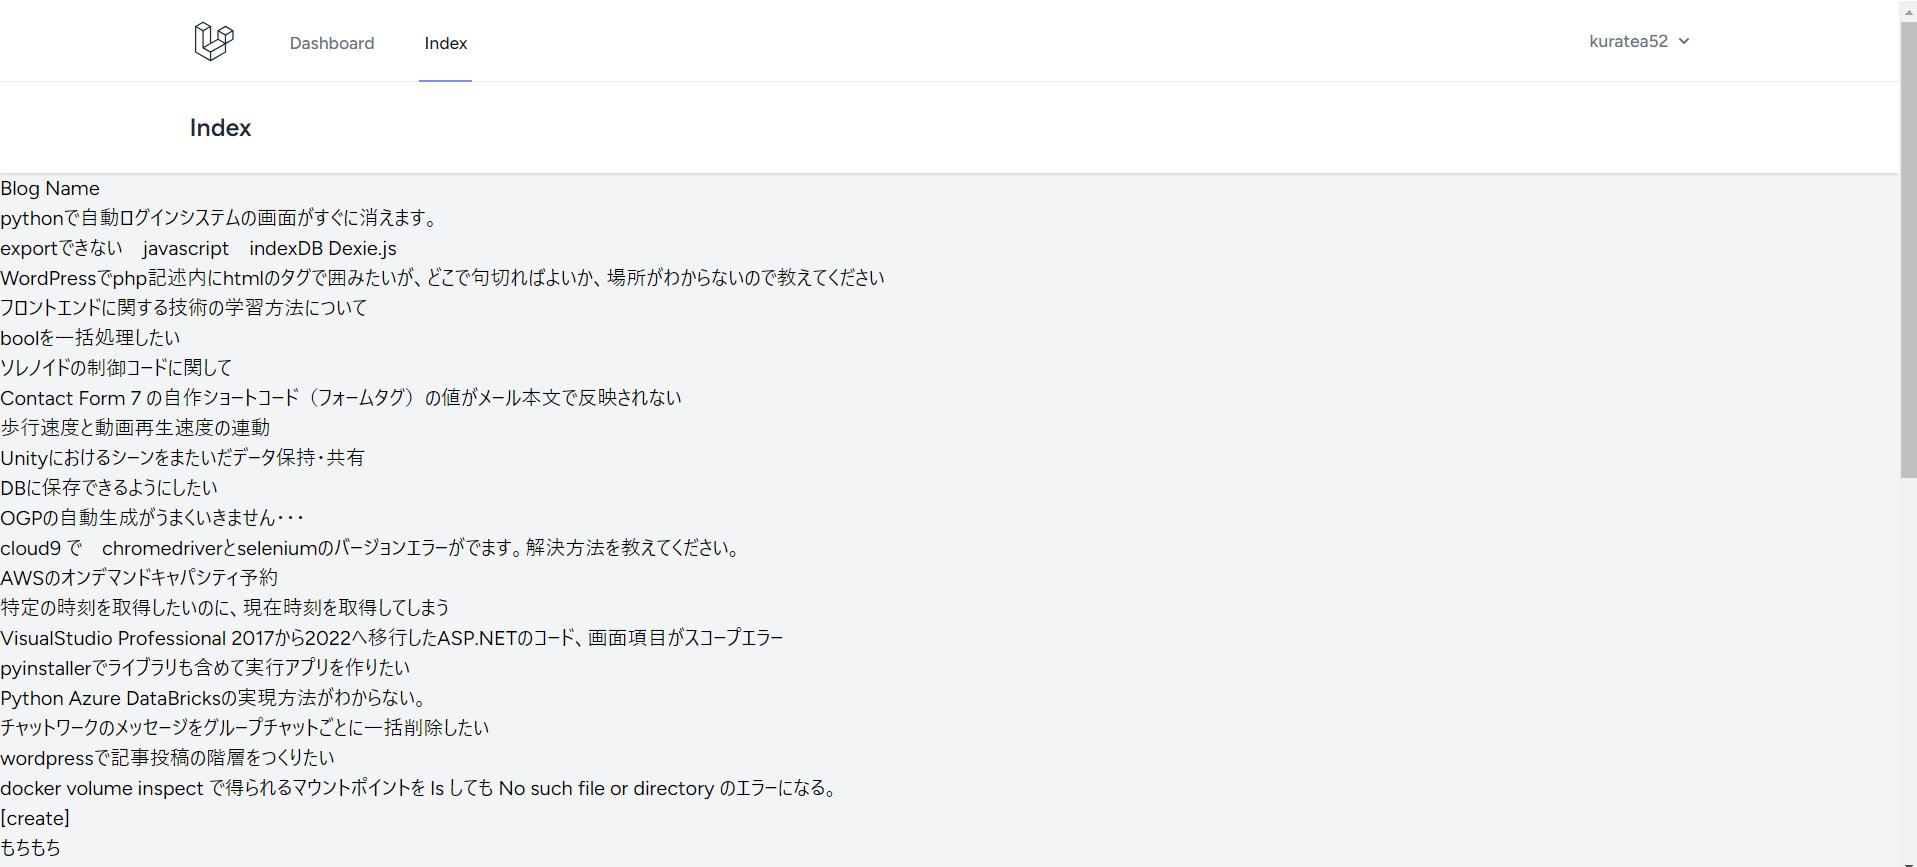 Dashboard Index kuratea52
Index
Blog Name
pythonで自動ログインシステムの画面がすぐに消えます。
exportできない　javascript　indexDB Dexie.js
WordPressでphp記述内にhtmlのタグで囲みたいが、どこで句切ればよいか、場所がわからないので教えてください
フロントエンドに関する技術の学習方法について
boolを一括処理したい
ソレノイドの制御コードに関して
Contact Form 7 の自作ショートコード（フォームタグ）の値がメール本文で反映されない
歩行速度と動画再生速度の連動
Unityにおけるシーンをまたいだデータ保持・共有
DBに保存できるようにしたい
OGPの自動生成がうまくいきません・・・
cloud9 で　chromedriverとseleniumのバージョンエラーがでます。解決方法を教えてください。
AWSのオンデマンドキャパシティ予約
特定の時刻を取得したいのに、現在時刻を取得してしまう
VisualStudio Professional 2017から2022へ移行したASP.NETのコード、画面項目がスコープエラー
pyinstallerでライブラリも含めて実行アプリを作りたい
Python Azure DataBricksの実現方法がわからない。
チャットワークのメッセージをグループチャットごとに一括削除したい
wordpressで記事投稿の階層をつくりたい
docker volume inspect で得られるマウントポイントを ls しても No such file or directory のエラーになる。
[create]
もちもち